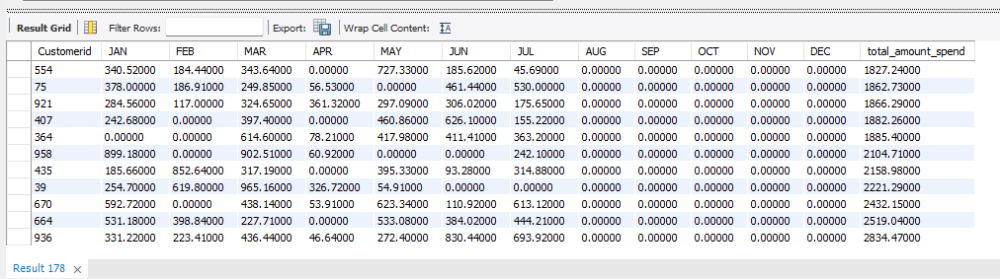 Result Grid Filter Rows: Export: Wrap Cell Content: IA
Customerid JAN FEB MAR APR MAY JUN JUL AUG SEP OCT NOV DEC total_amount_spend
554 340.52000 184.44000 343.64000 0.00000 727.33000 185.62000 45.69000 0.00000 0.00000 0.00000 0.00000 0.00000 1827.24000
75 378.00000 186.91000 249.85000 56.53000 0.00000 461.44000 530.00000 0.00000 0.00000 0.00000 0.00000 0.00000 1862.73000
921 284.56000 117.00000 324.65000 361.32000 297.09000 306.02000 175.65000 0.00000 0.00000 0.00000 0.00000 0.00000 1866.29000
407 242.68000 0.00000 397.40000 0.00000 460.86000 626.10000 155.22000 0.00000 0.00000 0.00000 0.00000 0.00000 1882.26000
364 0.00000 0.00000 614.60000 78.21000 417.98000 411.41000 363.20000 0.00000 0.00000 0.00000 0.00000 0.00000 1885.40000
958 899.18000 0.00000 902.51000 60.92000 0.00000 0.00000 242.10000 0.00000 0.00000 0.00000 0.00000 0.00000 2104.71000
435 185.66000 852.64000 317.19000 0.00000 395.33000 93.28000 314.88000 0.00000 0.00000 0.00000 0.00000 0.00000 2158.98000
39 254.70000 619.80000 965.16000 326.72000 54.91000 0.00000 0.00000 0.00000 0.00000 0.00000 0.00000 0.00000 2221.29000
670 592.72000 0.00000 438.14000 53.91000 623.34000 110.92000 613.12000 0.00000 0.00000 0.00000 0.00000 0.00000 2432.15000
664 531.18000 398.84000 227.71000 0.00000 533.08000 384.02000 444.21000 0.00000 0.00000 0.00000 0.00000 0.00000 2519.04000
936 331.22000 223.41000 436.44000 46.64000 272.40000 830.44000 693.92000 0.00000 0.00000 0.00000 0.00000 0.00000 2834.47000
Result 178